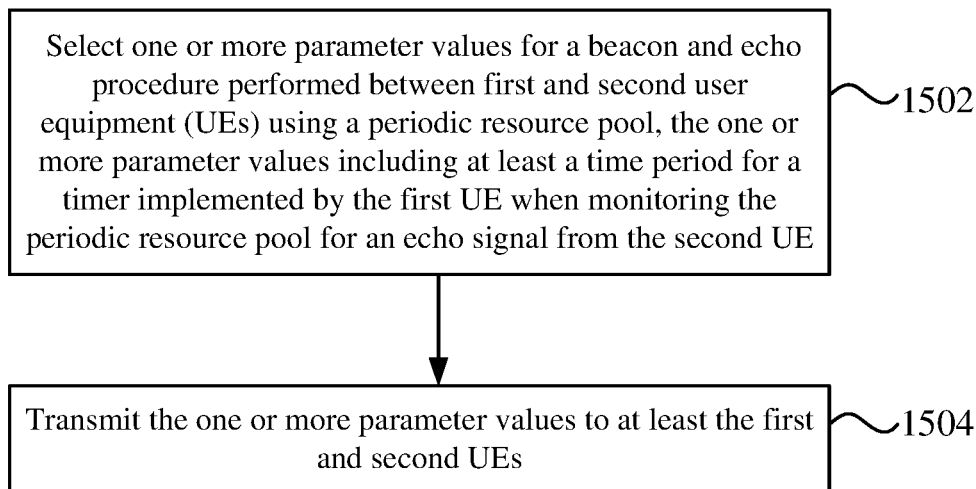 Select one or more parameter values for a beacon and echo
procedure performed between first and second user
equipment (UEs) using a periodic resource pool, the one or
more parameter values including at least a time period for a
timer implemented by the first UE when monitoring the
periodic resource pool for an echo signal from the second UE
1502
Transmit the one or more parameter values to at least the first
and second UEs
1504